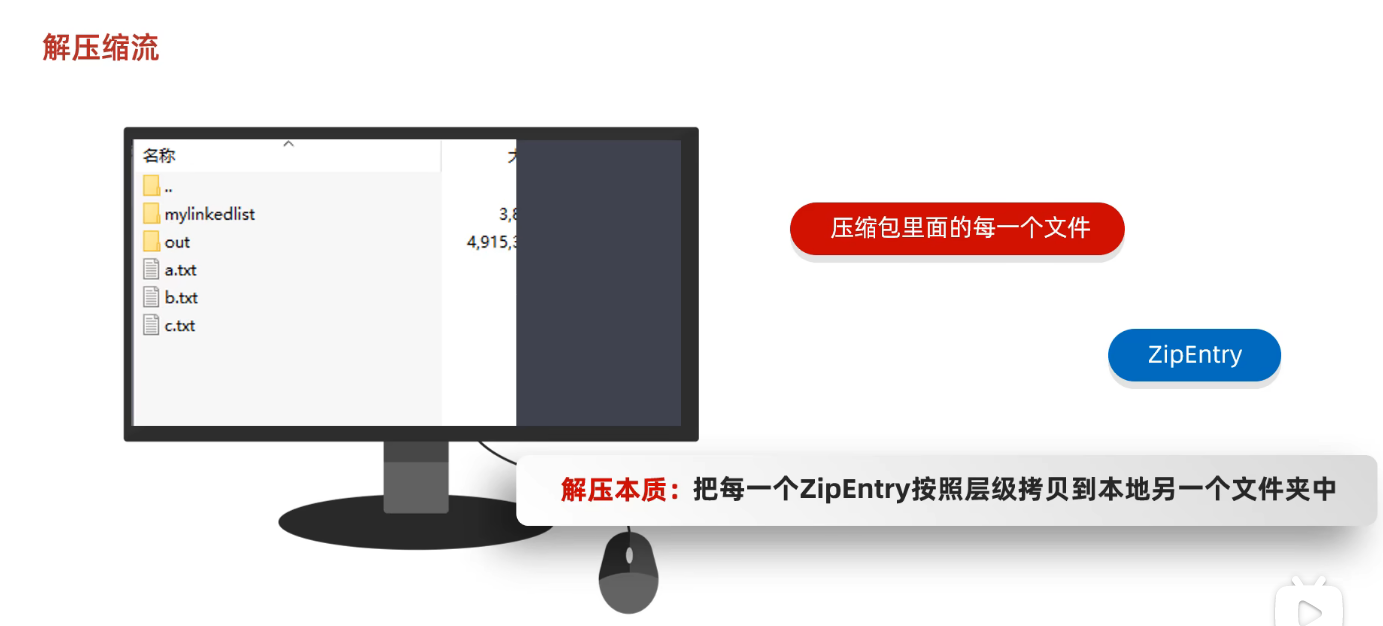 解压缩流
名称
..
mylinkedlist
out
a.txt
b.txt
c.txt
压缩包里面的每一个文件
ZipEntry
解压本质：把每一个ZipEntry按照层级拷贝到本地另一个文件夹中